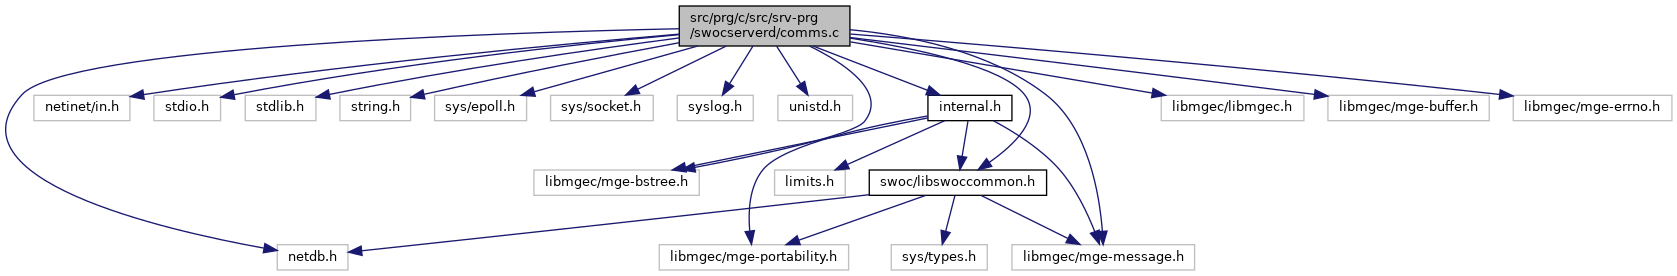 src/prg/c/src/srv-prg
/swocserverd/comms.c
netinet/in.h
stdio.h
stdlib.h
string.h
sys/epoll.h
sys/socket.h
syslog.h
unistd.h
internal.h
libmgec/libmgec.h
libmgec/mge-buffer.h
libmgec/mge-errno.h
libmgec/mge-bstree.h
limits.h
swoc/libswoccommon.h
netdb.h
libmgec/mge-portability.h
sys/types.h
libmgec/mge-message.h